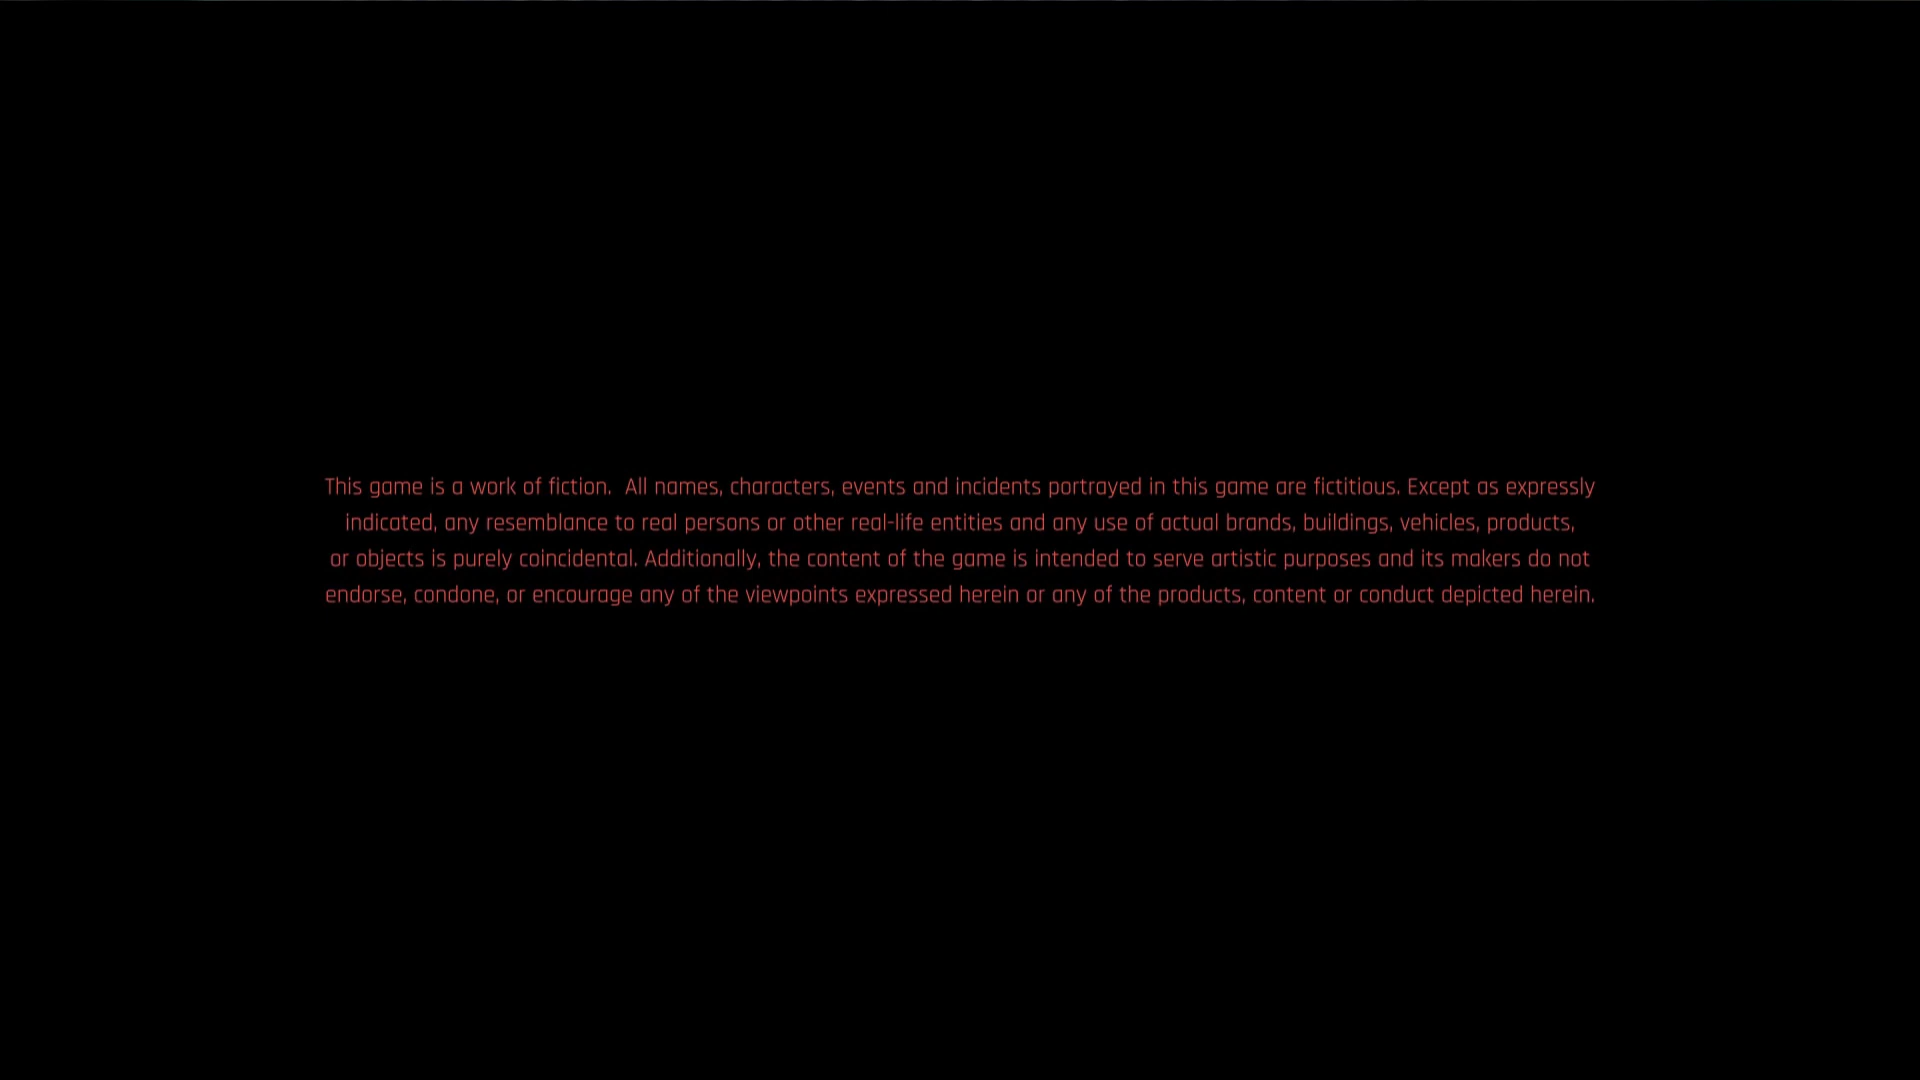 This game is a work of fiction.  All names, characters, events and incidents portrayed in this game are fictitious. Except as expressly
indicated, any resemblance to real persons or other real-life entities and any use of actual brands, buildings, vehicles, products,
or objects is purely coincidental. Additionally, the content of the game is intended to serve artistic purposes and its makers do not
endorse, condone, or encourage any of the viewpoints expressed herein or any of the products, content or conduct depicted herein.